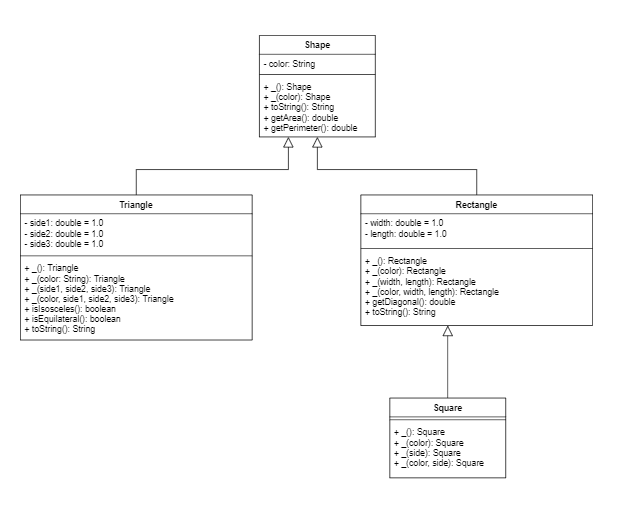 Shape
- color: String
+ _(): Shape
+ _(color): Shape
+ toString(): String
+ getArea(): double
+ getPerimeter(): double
Triangle
- side1: double = 1.0
- side2: double = 1.0
- side3: double = 1.0
+ _(): Triangle
+ _(color: String): Triangle
+ _(side1, side2, side3): Triangle
+ _(color, side1, side2, side3): Triangle
+ isIsosceles(): boolean
+ isEquilateral(): boolean
+ toString(): String
Rectangle
- width: double = 1.0
- length: double = 1.0
+ _(): Rectangle
+ _(color): Rectangle
+ _(width, length): Rectangle
+ _(color, width, length): Rectangle
+ getDiagonal(): double
+ toString(): String
Square
+ _(): Square
+ _(color): Square
+ _(side): Square
+ _(color, side): Square